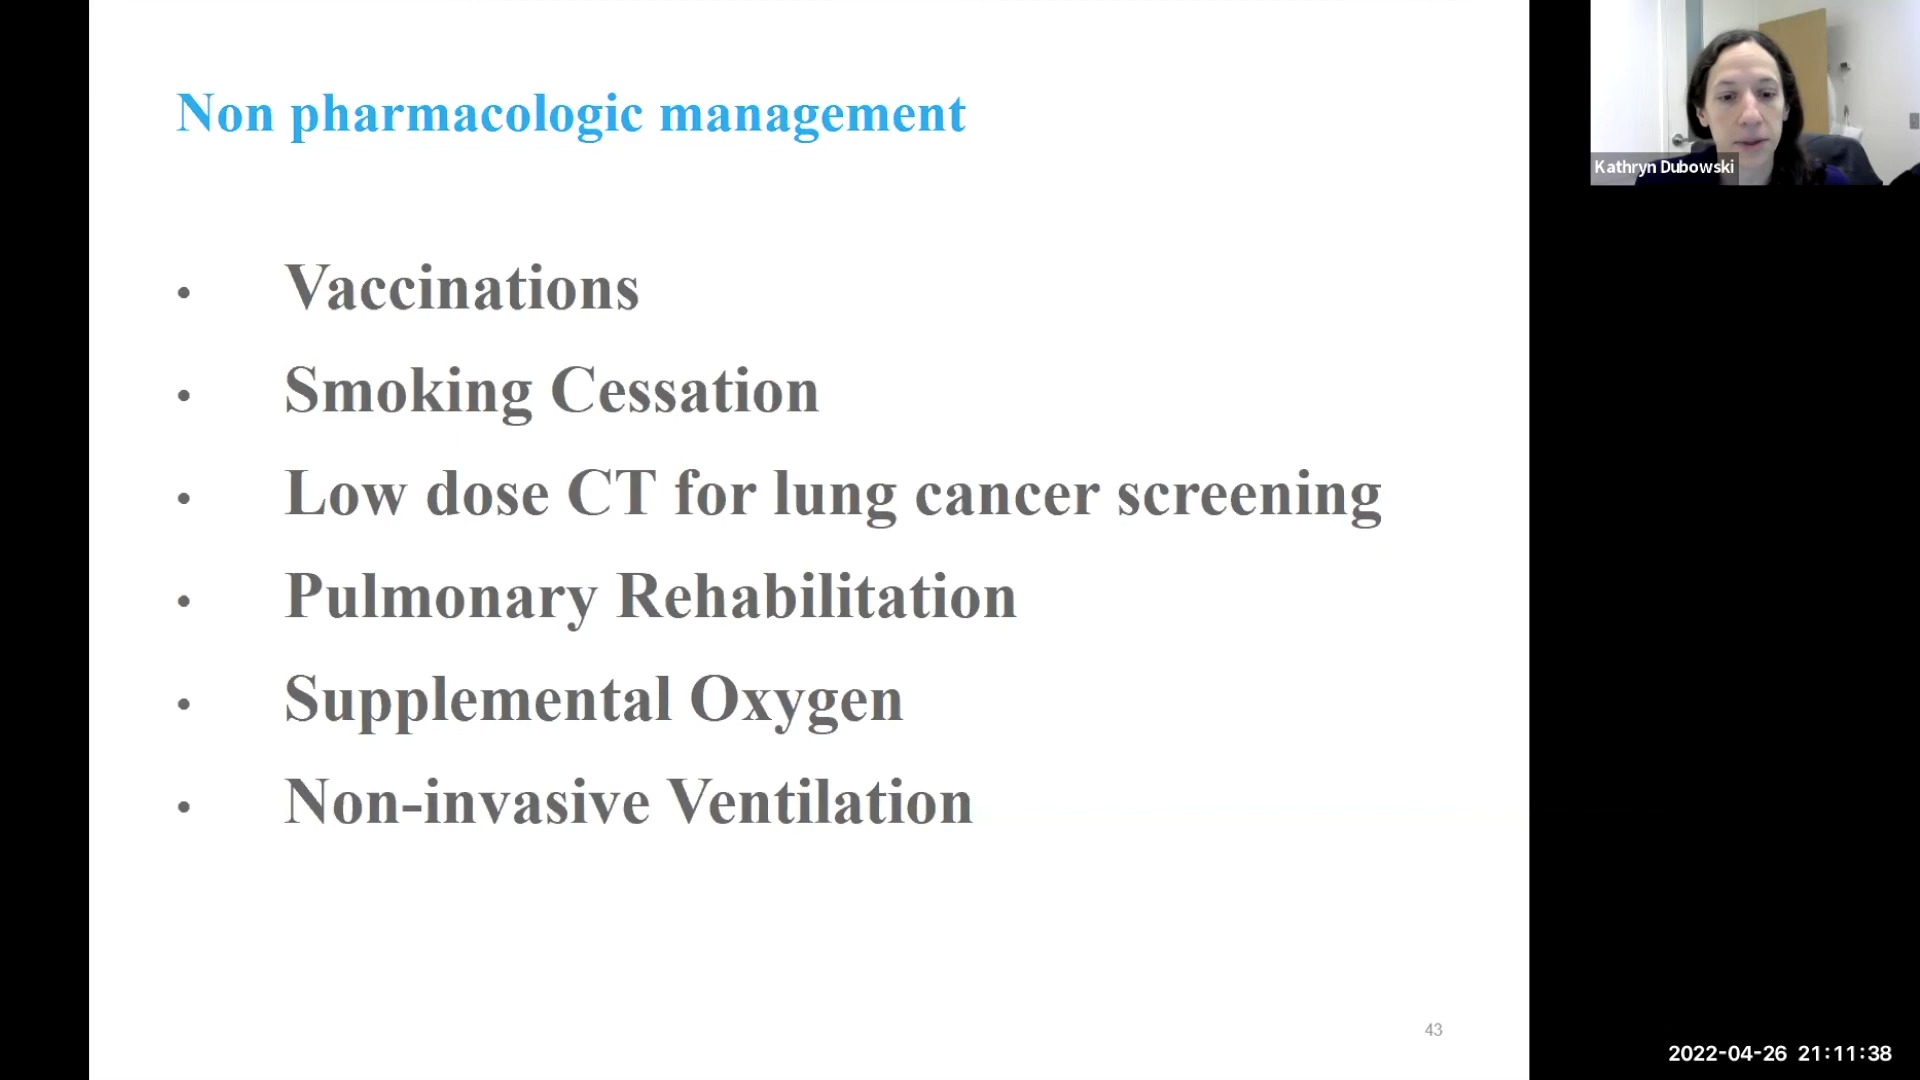 Non pharmacologic management
Kathryn Dubowski
• Vaccinations
• Smoking Cessation
• Low dose CT for lung cancer screening
• Pulmonary Rehabilitation
• Supplemental Oxygen
• Non-invasive Ventilation
43
2022-04-26 21:11:38